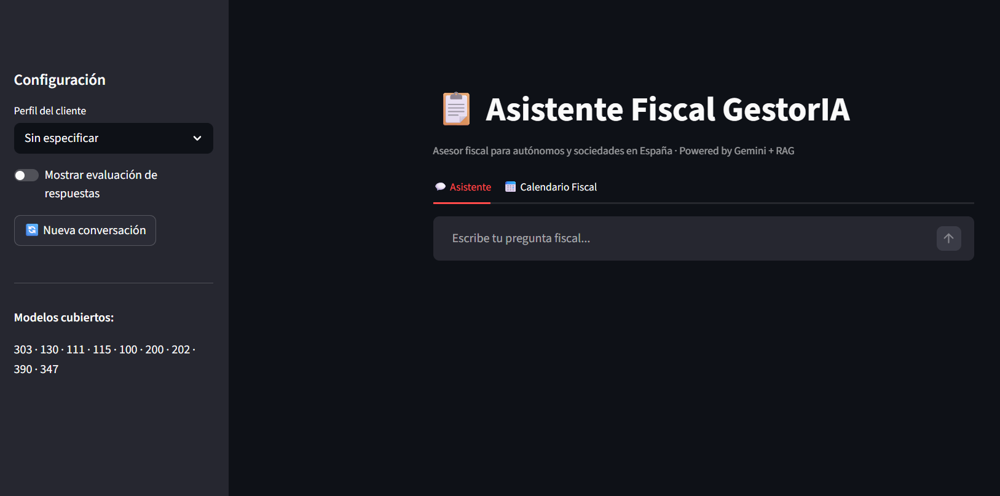 Configuración
Perfil del cliente
Sin especificar
Mostrar evaluación de
respuestas
Nueva conversación
Modelos cubiertos:
303 · 130 · 111 · 115 · 100 · 200 · 202 ·
390 · 347
Asistente Fiscal GestorIA
Asesor fiscal para autónomos y sociedades en España · Powered by Gemini + RAG
Asistente
Calendario Fiscal
Escribe tu pregunta fiscal...